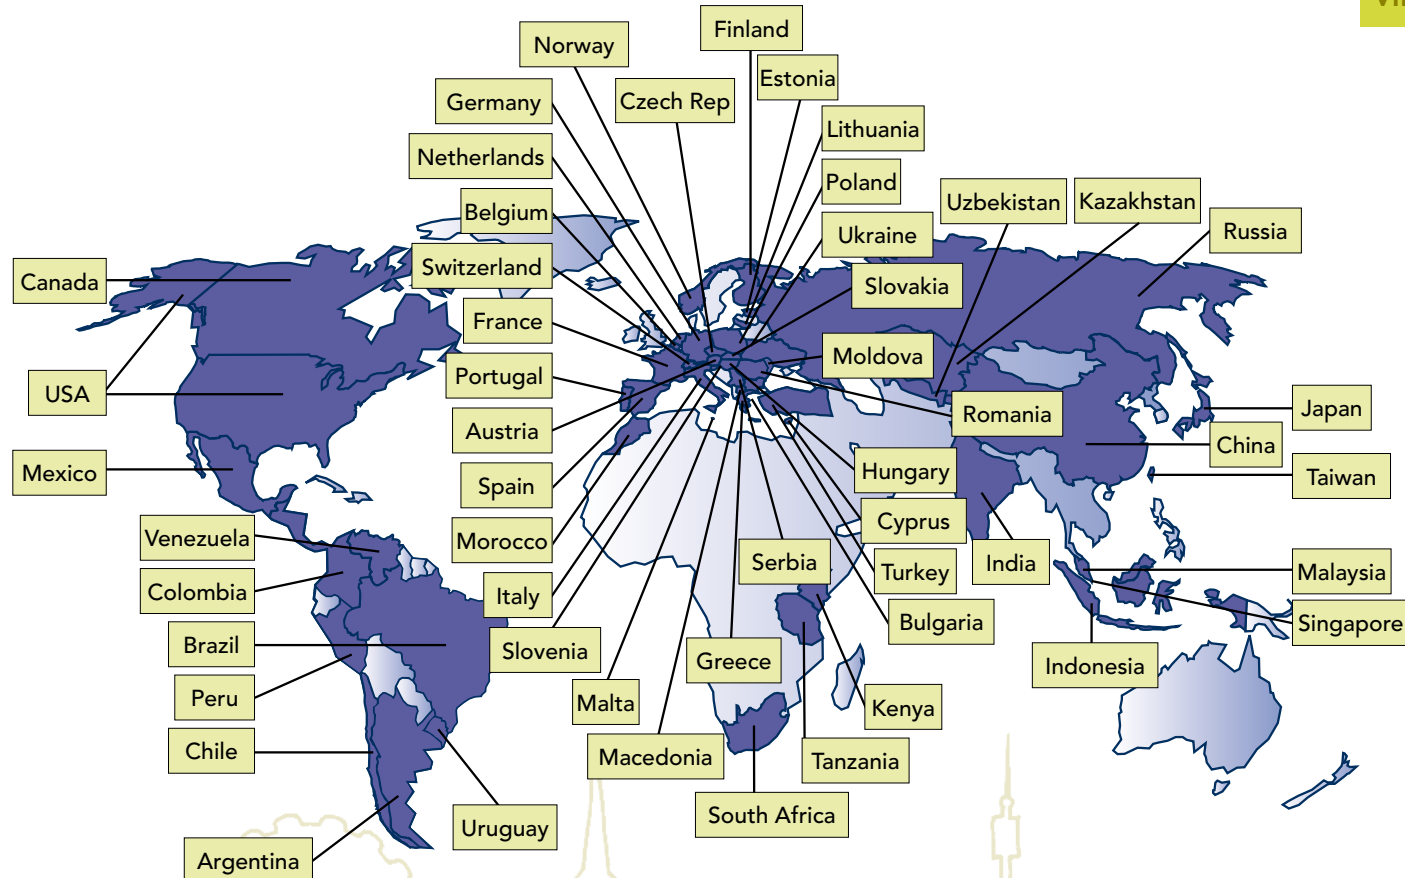 Finland
Norway
Estonia
Germany
Czech Rep
Lithuania
Netherlands
Poland
Uzbekistan
Kazakhstan
Belgium
Russia
Ukraine
Switzerland
Canada
Slovakia
France
Moldova
Portugal
USA
Romania
Japan
Austria
China
Mexico
Hungary
Taiwan
Spain
Cyprus
Venezuela
Morocco
Serbia
India
Turkey
Malaysia
Colombia
Italy
Bulgaria
Singapore
Brazil
Slovenia
Greece
Indonesia
Peru
Malta
Kenya
Chile
Macedonia
Tanzania
South Africa
Uruguay
Argentina